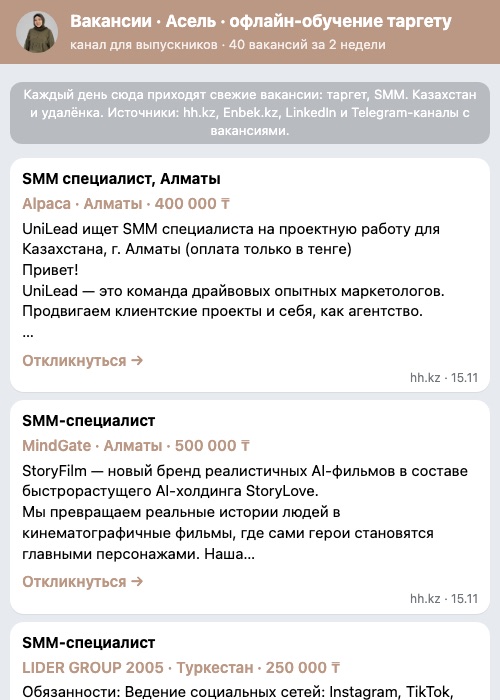 Вакансии · Асель · офлайн-обучение таргету
канал для выпускников · 40 вакансий за 2 недели
Каждый день сюда приходят свежие вакансии: таргет, SMM. Казахстан
и удалёнка. Источники: hh.kz, Enbek.kz, LinkedIn и Telegram-каналы с
вакансиями.
SMM специалист, Алматы
Alpaca · Алматы · 400 000 ₸
UniLead ищет SMM специалиста на проектную работу для
Казахстана, г. Алматы (оплата только в тенге)
Привет!
UniLead — это команда драйвовых опытных маркетологов.
Продвигаем клиентские проекты и себя, как агентство.
...
Откликнуться →
hh.kz · 15.11
SMM-специалист
MindGate · Алматы · 500 000 ₸
StoryFilm — новый бренд реалистичных AI-фильмов в составе
быстрорастущего AI-холдинга StoryLove.
Мы превращаем реальные истории людей в
кинематографичные фильмы, где сами герои становятся
главными персонажами. Наша...
Откликнуться →
hh.kz · 15.11
SMM-специалист
LIDER GROUP 2005 · Туркестан · 250 000 ₸
Обязанности: Ведение социальных сетей: Instagram, TikTok,